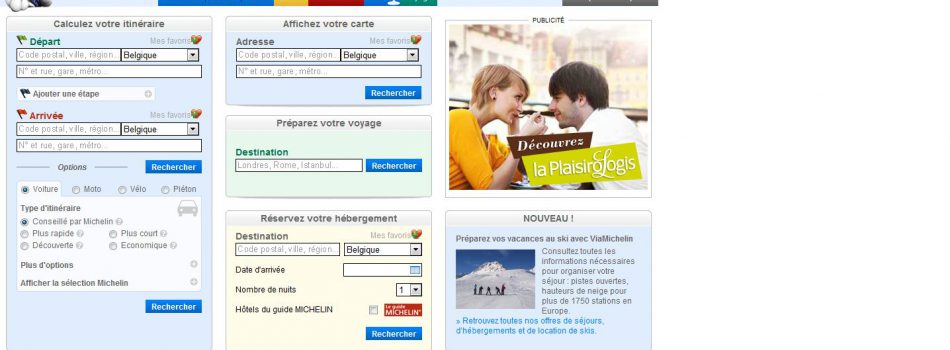 Calculez votre itinéraire
Départ
Mes favoris
Code postal, ville, région... Belgique
N° et rue, gare, métro...
Ajouter une étape
Arrivée
Mes favoris
Code postal, ville, région... Belgique
N° et rue, gare, métro...
Options
Rechercher
Voiture Moto Vélo Piéton
Type d'itinéraire
Conseillé par Michelin
Plus rapide Plus court
Découverte Economique
Plus d'options
Afficher la sélection Michelin
Rechercher
Affichez votre carte
Adresse
Mes favoris
Code postal, ville, région... Belgique
N° et rue, gare, métro...
Rechercher
Préparez votre voyage
Destination
Londres, Rome, Istanbul... Rechercher
Réservez votre hébergement
Destination
Mes favoris
Code postal, ville, région... Belgique
Date d'arrivée
Nombre de nuits 1
Hôtels du guide MICHELIN
Le guide
MICHELIN
Rechercher
PUBLICITÉ
Découvrez
la PlaisirôLogis
NOUVEAU !
Préparez vos vacances au ski avec ViaMichelin
Consultez toutes les
informations nécessaires
pour organiser votre
séjour : pistes ouvertes,
hauteurs de neige pour
plus de 1750 stations en
Europe.
» Retrouvez toutes nos offres de séjours,
d'hébergements et de location de skis.